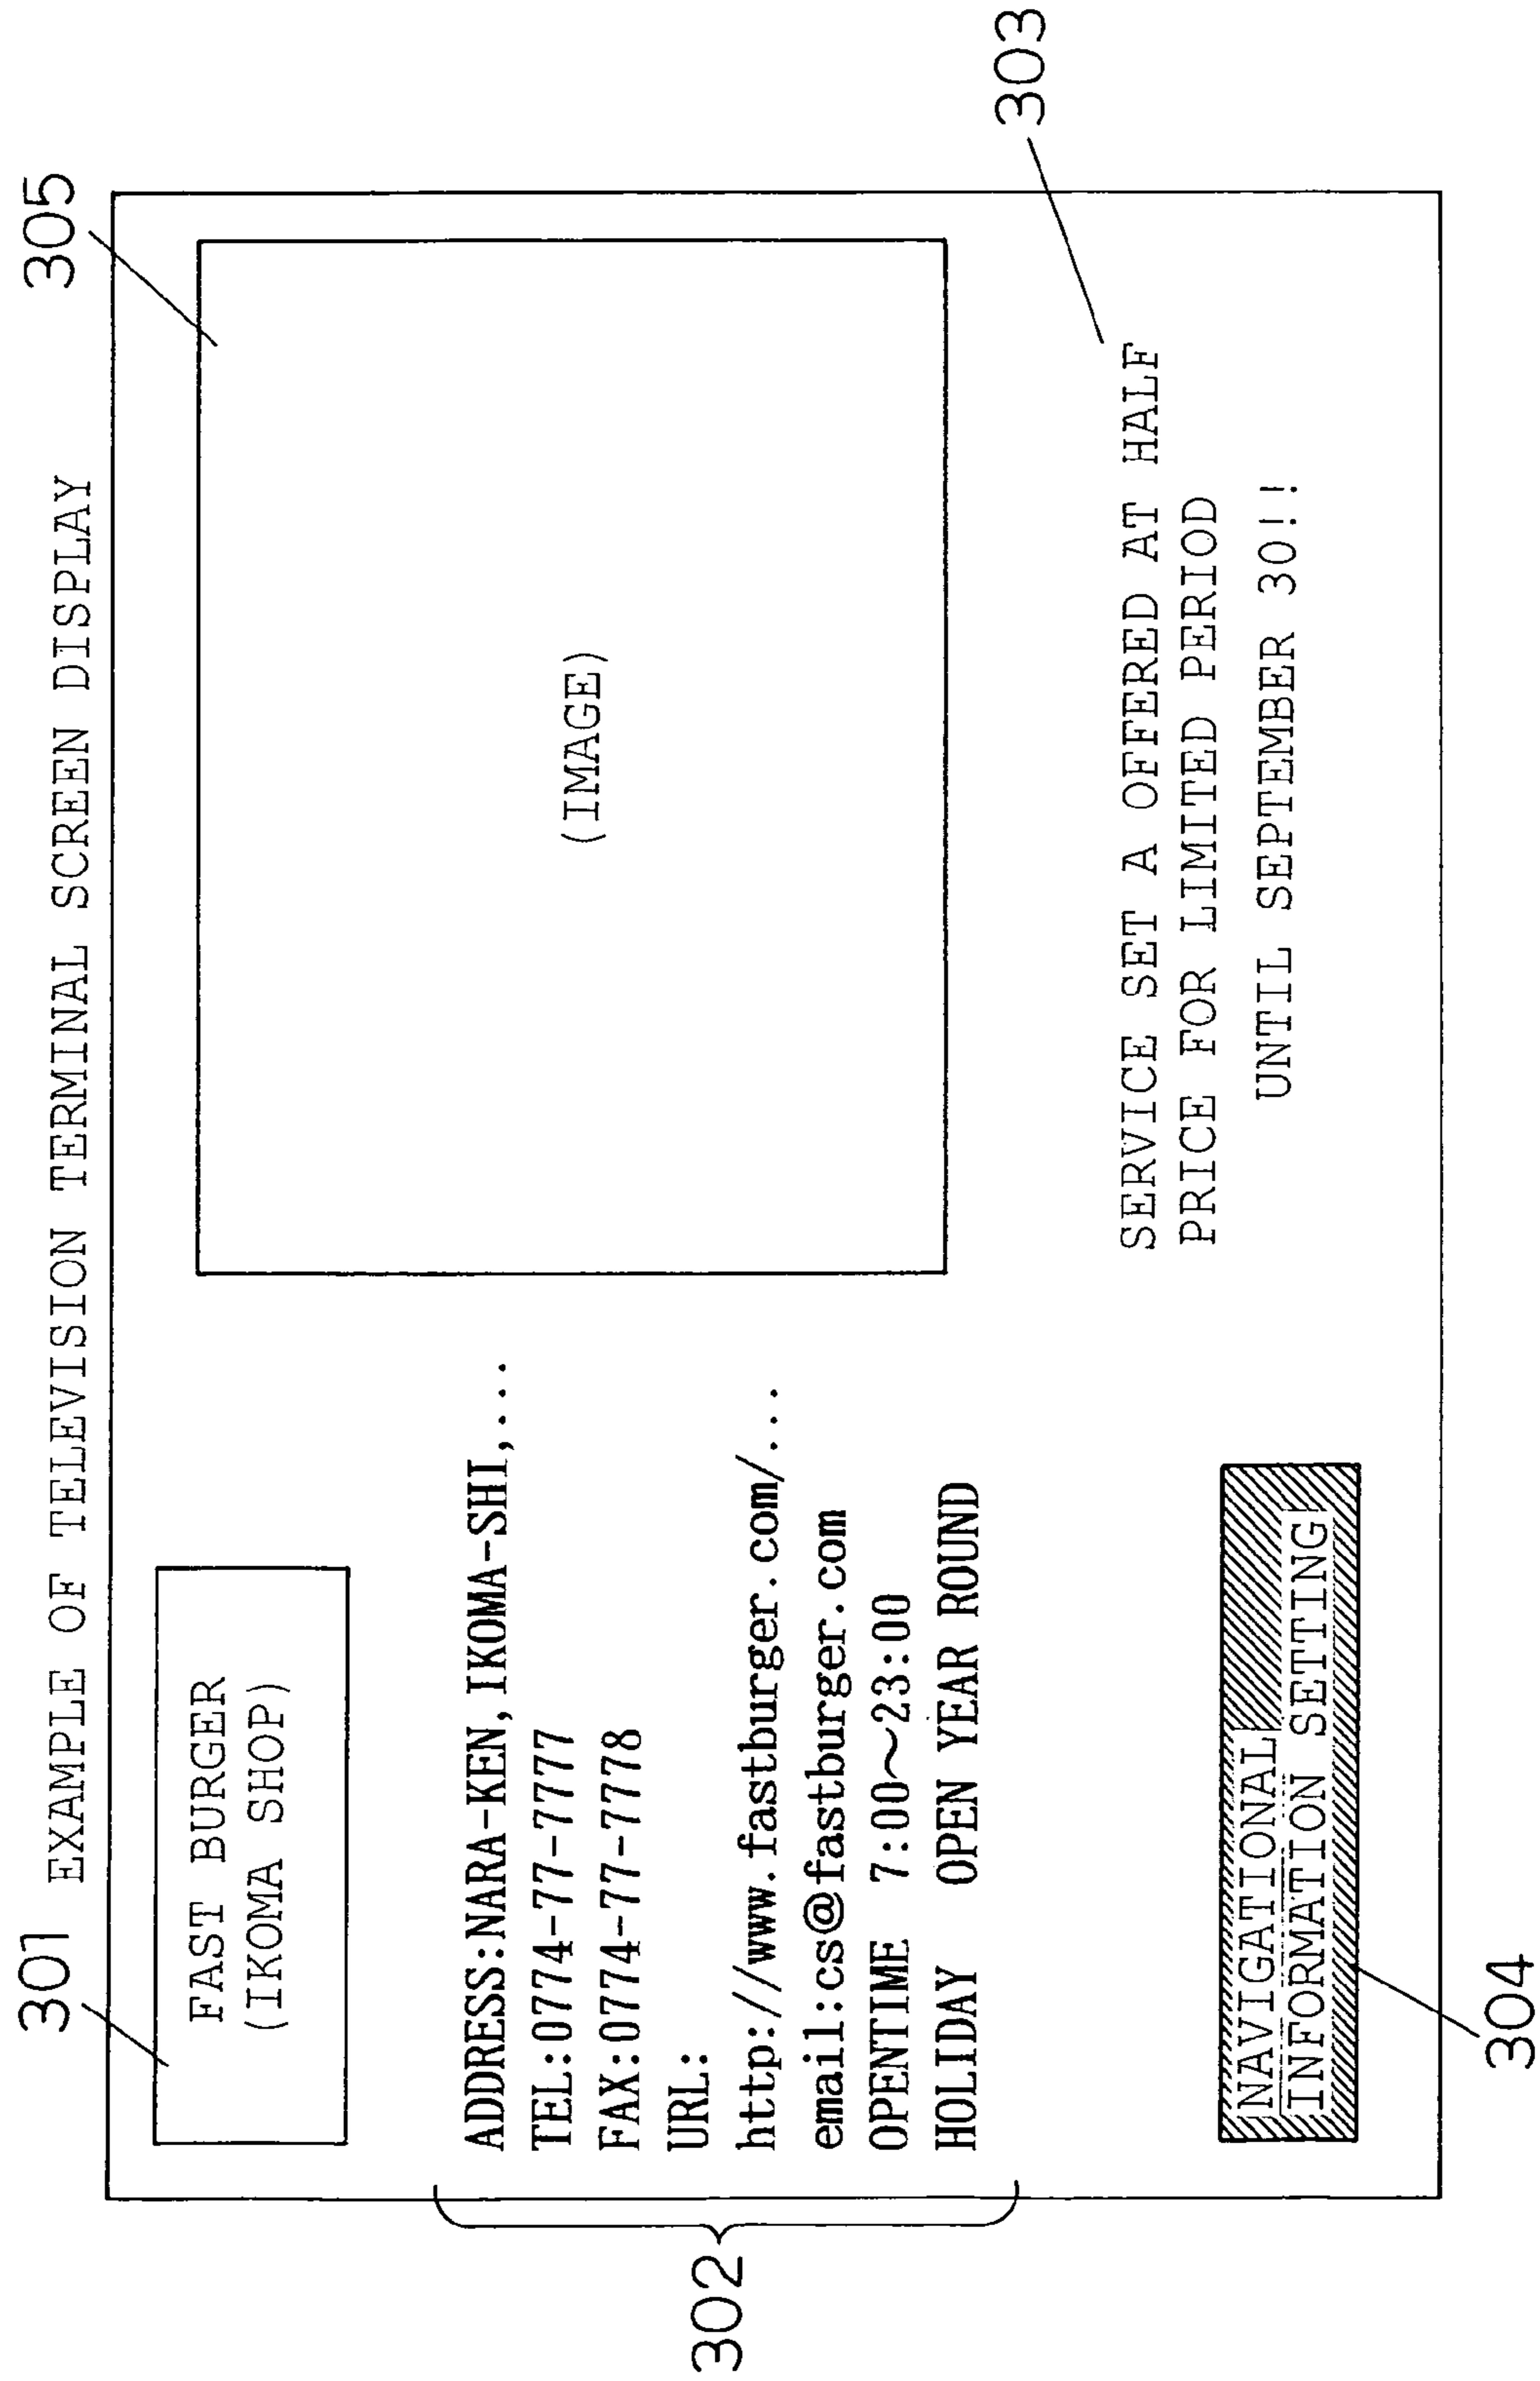 EXAMPLE OF TELEVISION TERMINAL SCREEN DISPLAY
301
FAST BURGER
(IKOMA SHOP)
302
ADDRESS:NARA-KEN,IKOMA-SHI,...
TEL:0774-77-7777
FAX:0774-77-7778
URL:
http://www.fastburger.com/...
email:cs@fastburger.com
OPENTIME 7:00~23:00
HOLIDAY OPEN YEAR ROUND
304
NAVIGATIONAL
INFORMATION SETTING
305
(IMAGE)
303
SERVICE SET A OFFERED AT HALF
PRICE FOR LIMITED PERIOD
UNTIL SEPTEMBER 30!!